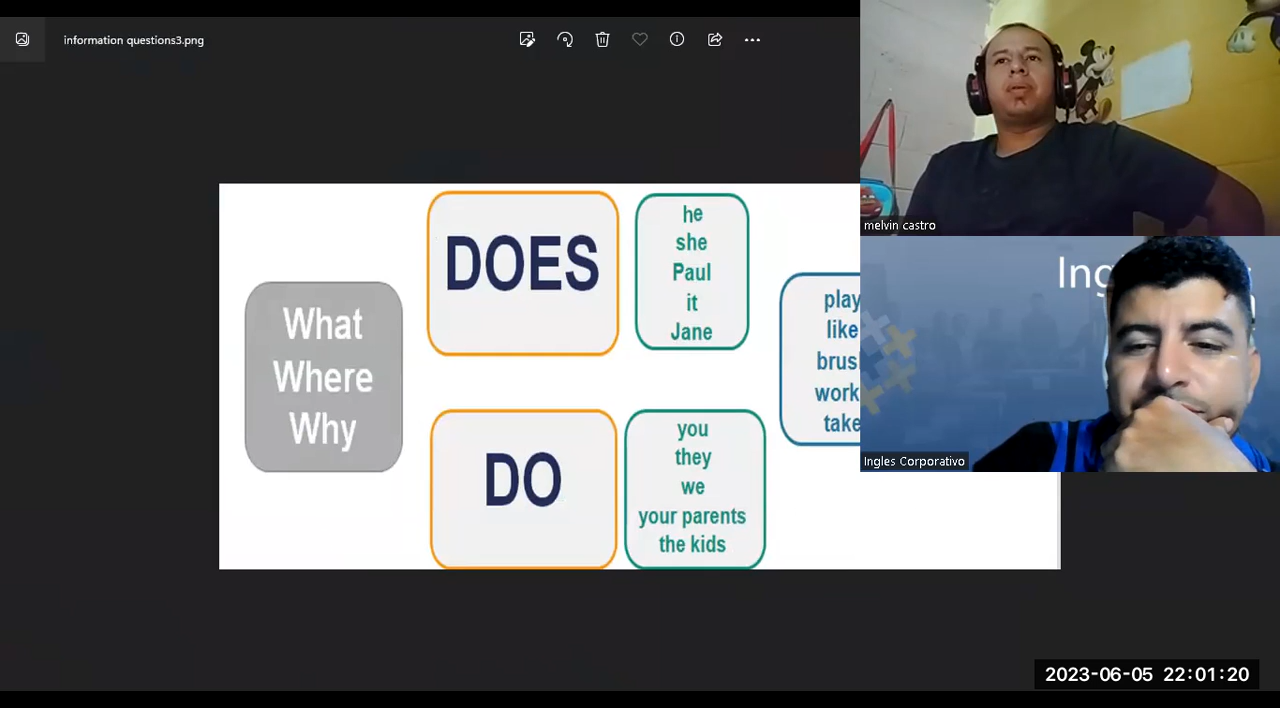 information questions3.png
What
Where
Why
DOES
he
she
Paul
it
Jane
DO
you
they
we
your parents
the kids
play
like
work
take
melvin castro
Ingles Corporativo
2023-06-05 22:01:20